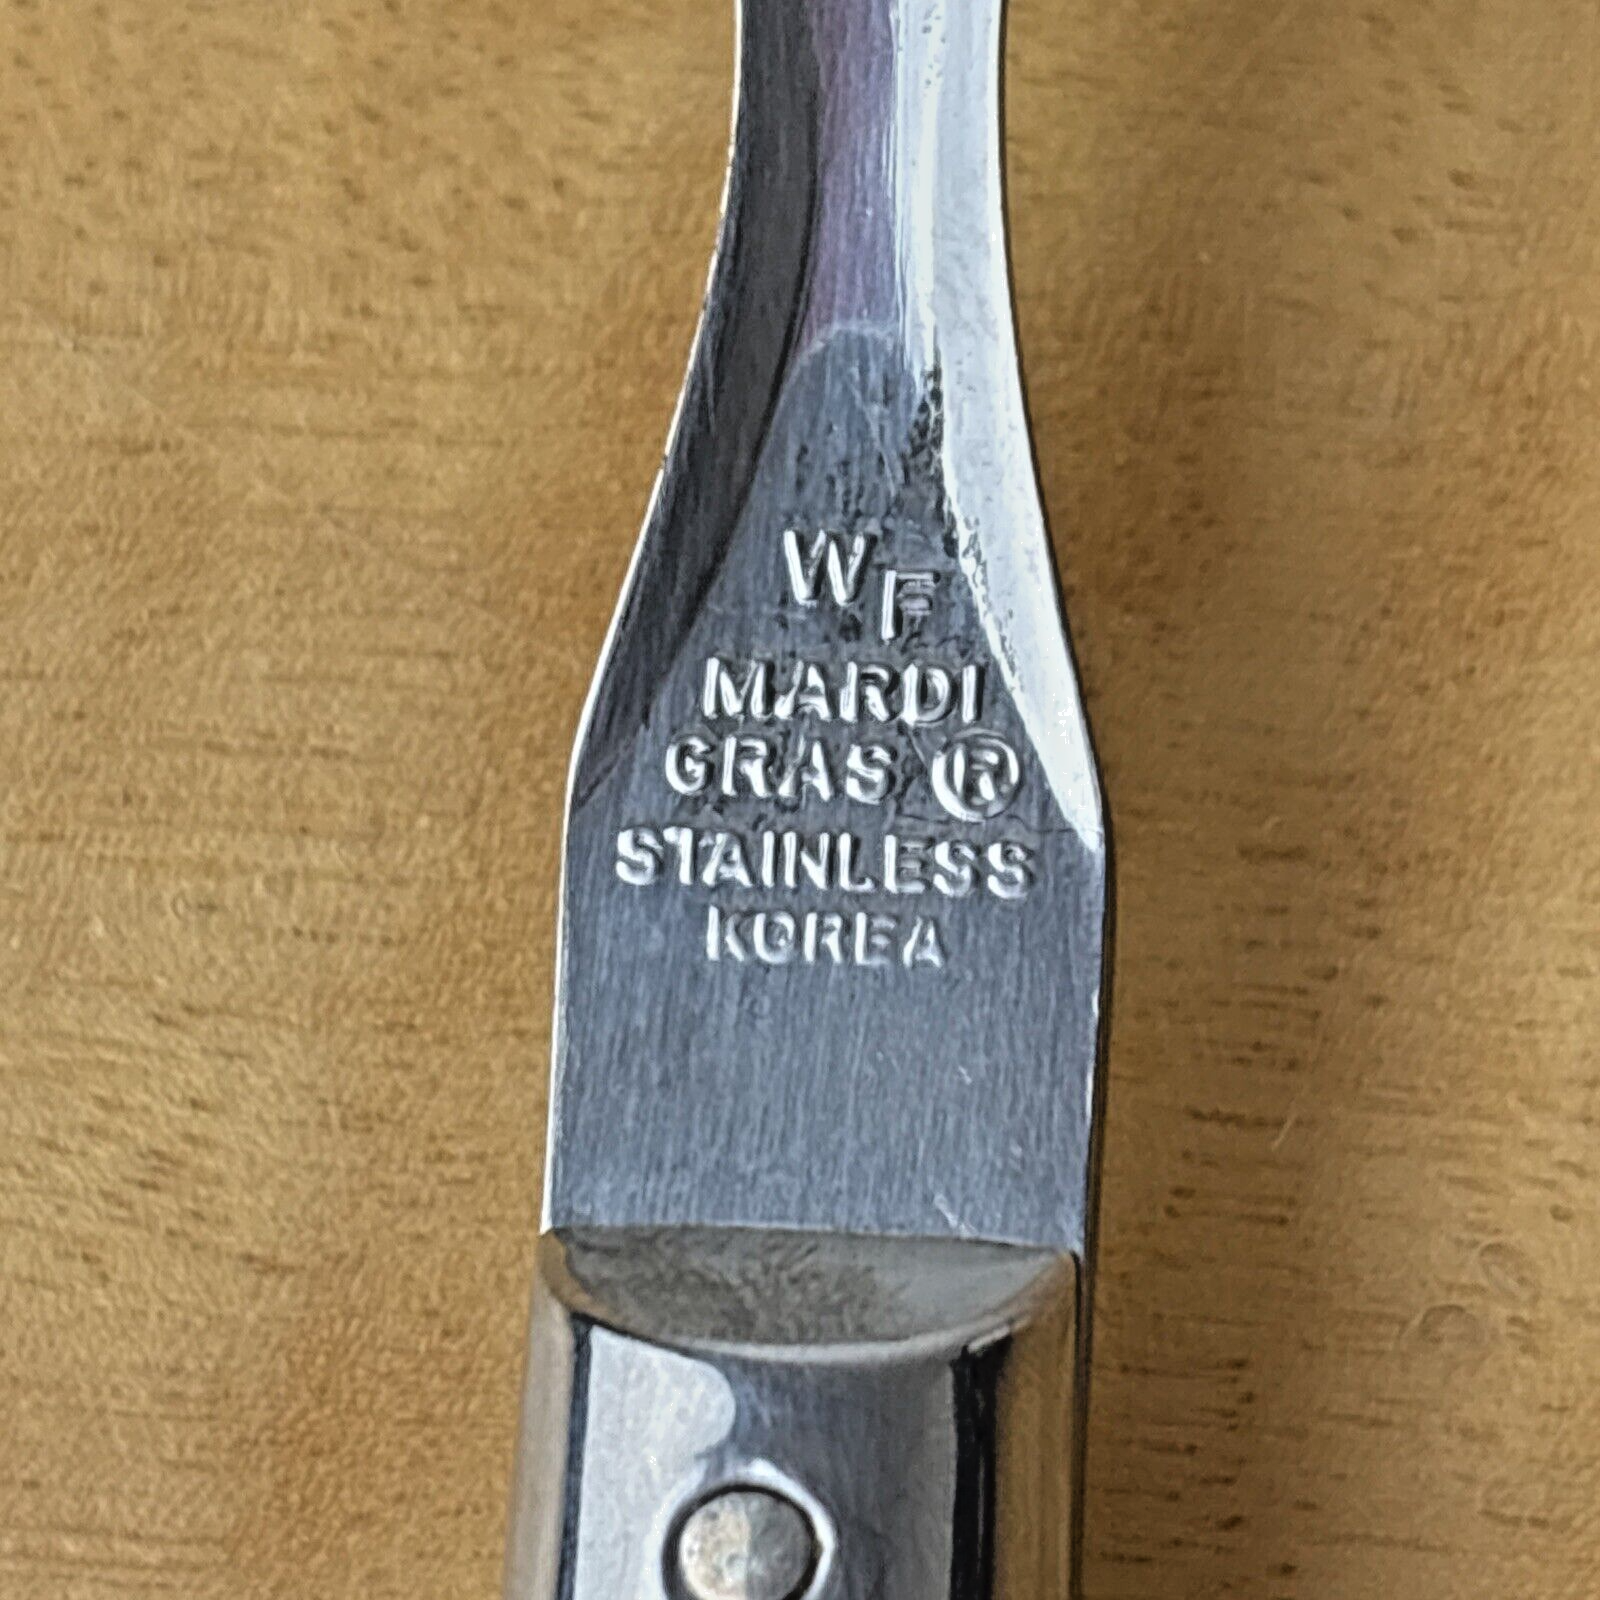 WF
MARDI
GRAS ®
STAINLESS
KOREA